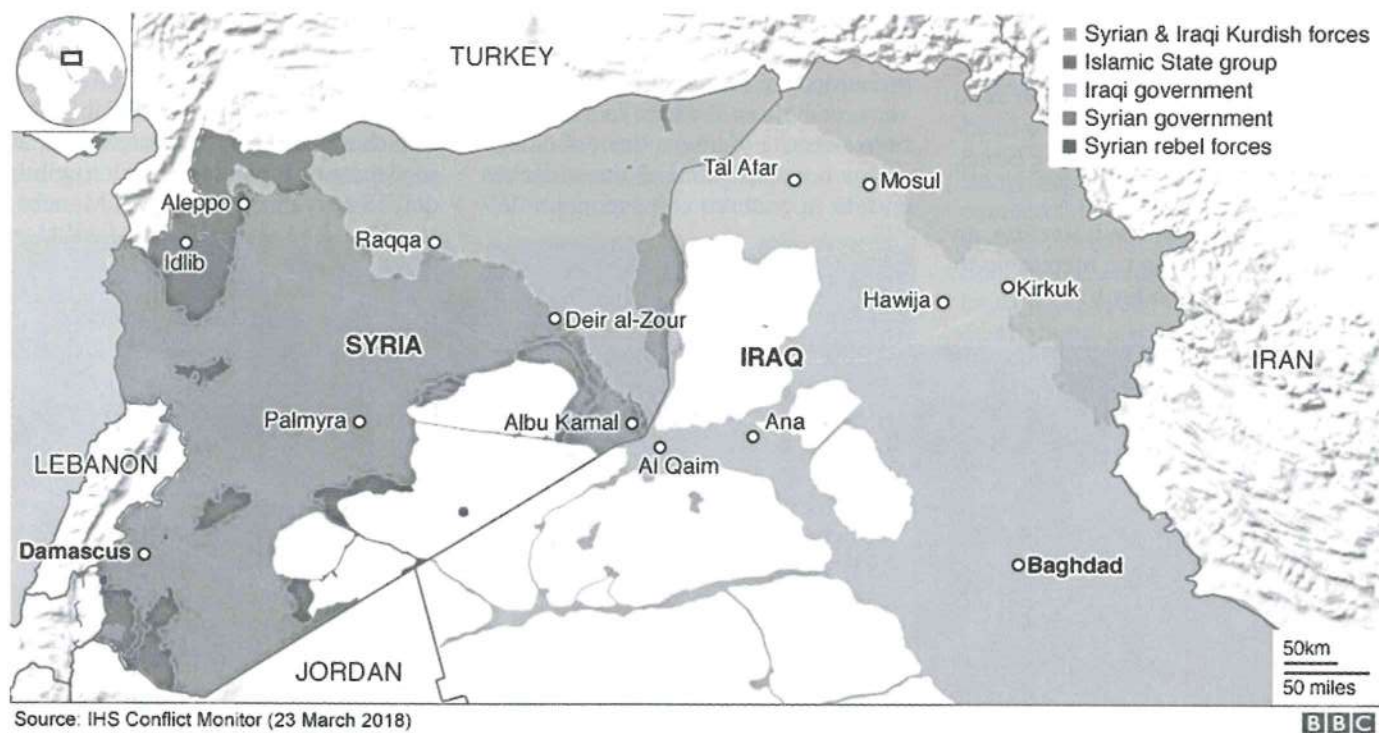 TURKEY
Syrian & Iraqi Kurdish forces
Islamic State group
Iraqi government
Syrian government
Syrian rebel forces
Tal Afar
Mosul
Aleppo
Raqqa
Idlib
Kirkuk
Hawija
Deir al-Zour
SYRIA
IRAQ
IRAN
Palmyra
Albu Kamal
Ana
Al Qaim
LEBANON
Damascus
Baghdad
JORDAN
50km
50 miles
Source: IHS Conflict Monitor (23 March 2018)
BBC